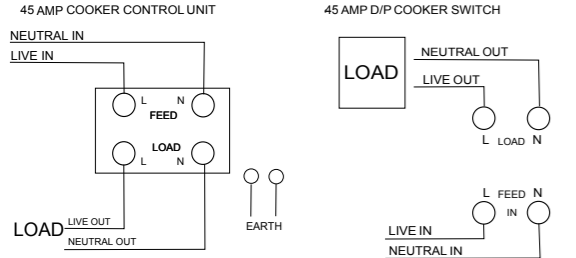 45 AMP COOKER CONTROL UNIT
NEUTRAL IN
LIVE IN
L N
FEED
LOAD
L N
LOAD
LIVE OUT
NEUTRAL OUT
EARTH
45 AMP D/P COOKER SWITCH
LOAD
NEUTRAL OUT
LIVE OUT
L LOAD N
L FEED N
IN
LIVE IN
NEUTRAL IN